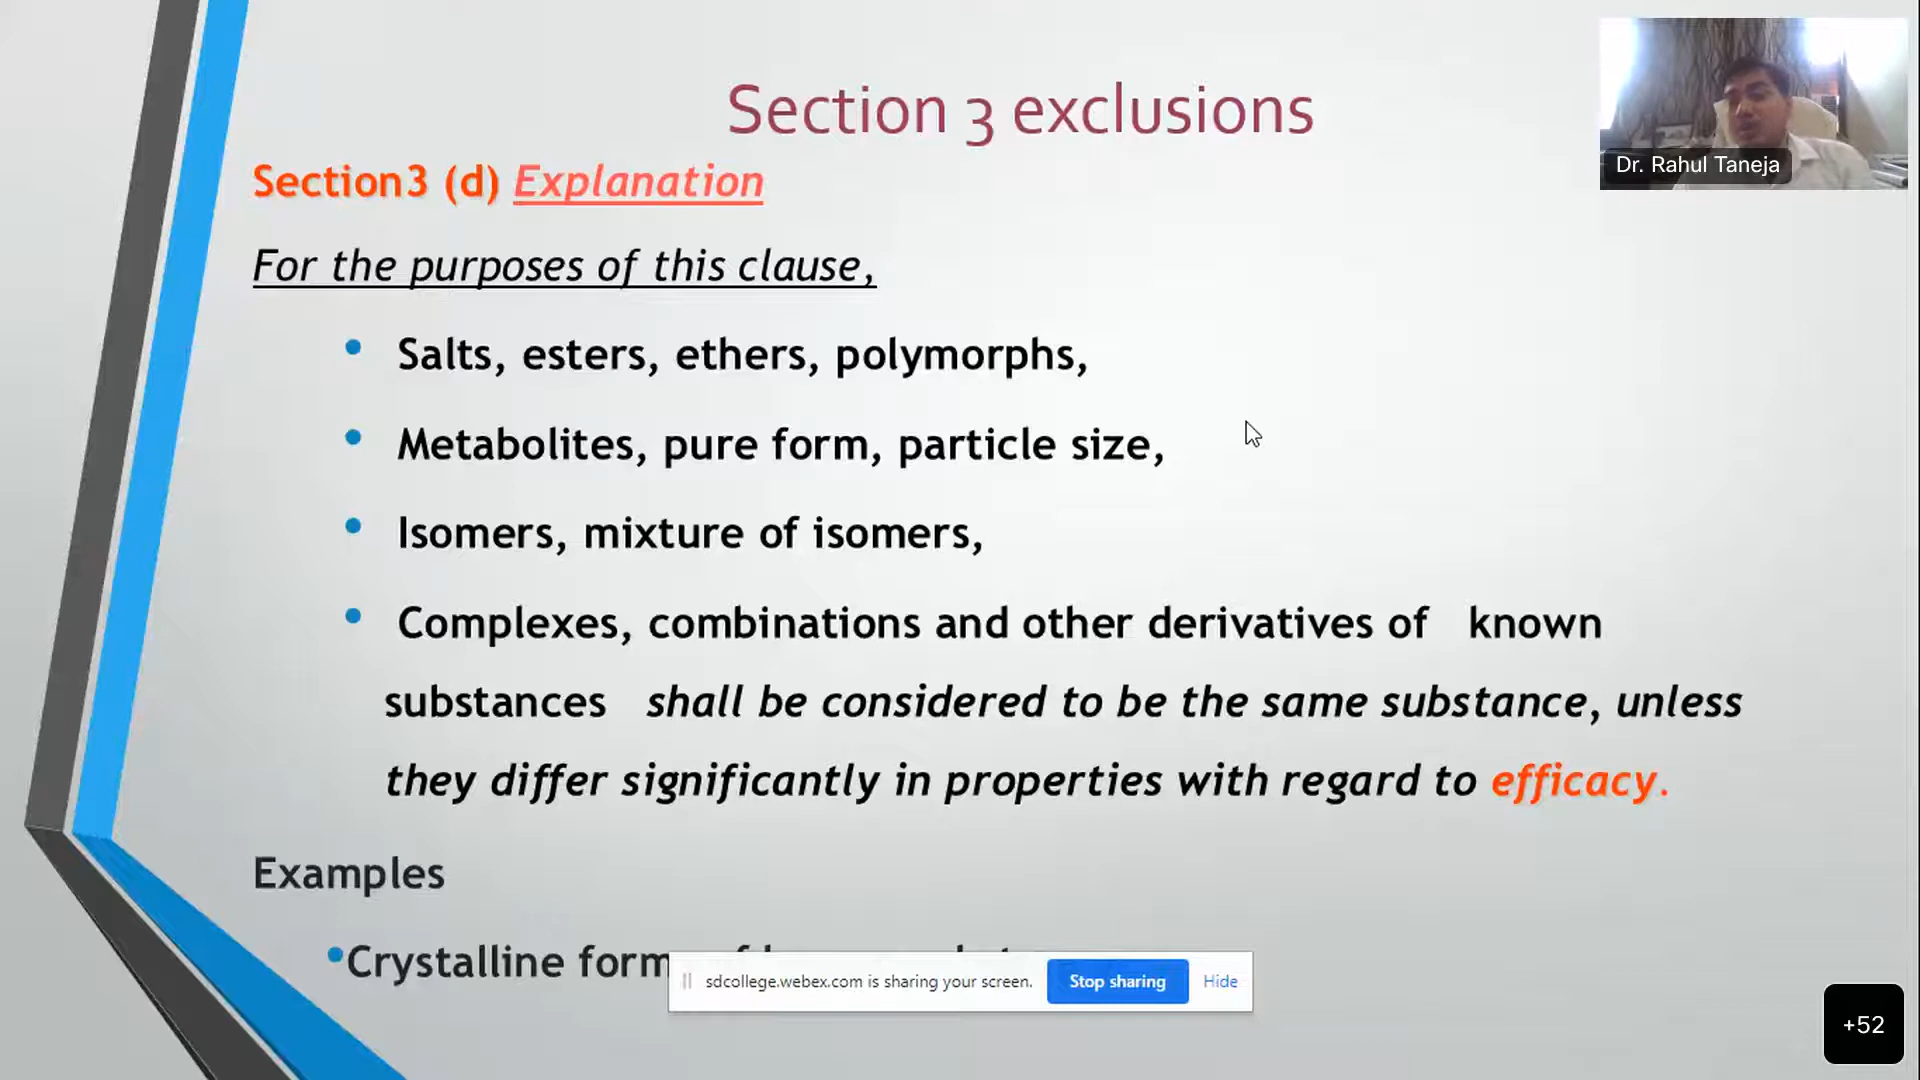 Section 3 exclusions
Dr. Rahul Taneja
Section3 (d) Explanation
For the purposes of this clause,
• Salts, esters, ethers, polymorphs,
• Metabolites, pure form, particle size,
• Isomers, mixture of isomers,
• Complexes, combinations and other derivatives of known
substances shall be considered to be the same substance, unless
they differ significantly in properties with regard to efficacy.
Examples
•Crystalline form
sdcollege.webex.com is sharing your screen. Stop sharing Hide
+52